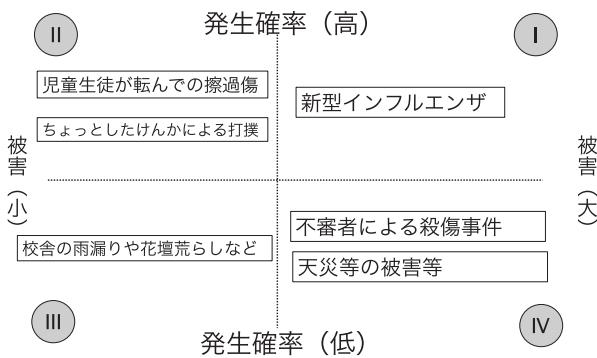 発生確率(高)
Ⅱ
Ⅰ
児童生徒が転んでの擦過傷
新型インフルエンザ
ちょっとしたけんかによる打撲
被害(小)
被害(大)
不審者による殺傷事件
校舎の雨漏りや花壇荒らしなど
天災等の被害等
Ⅲ
Ⅳ
発生確率(低)